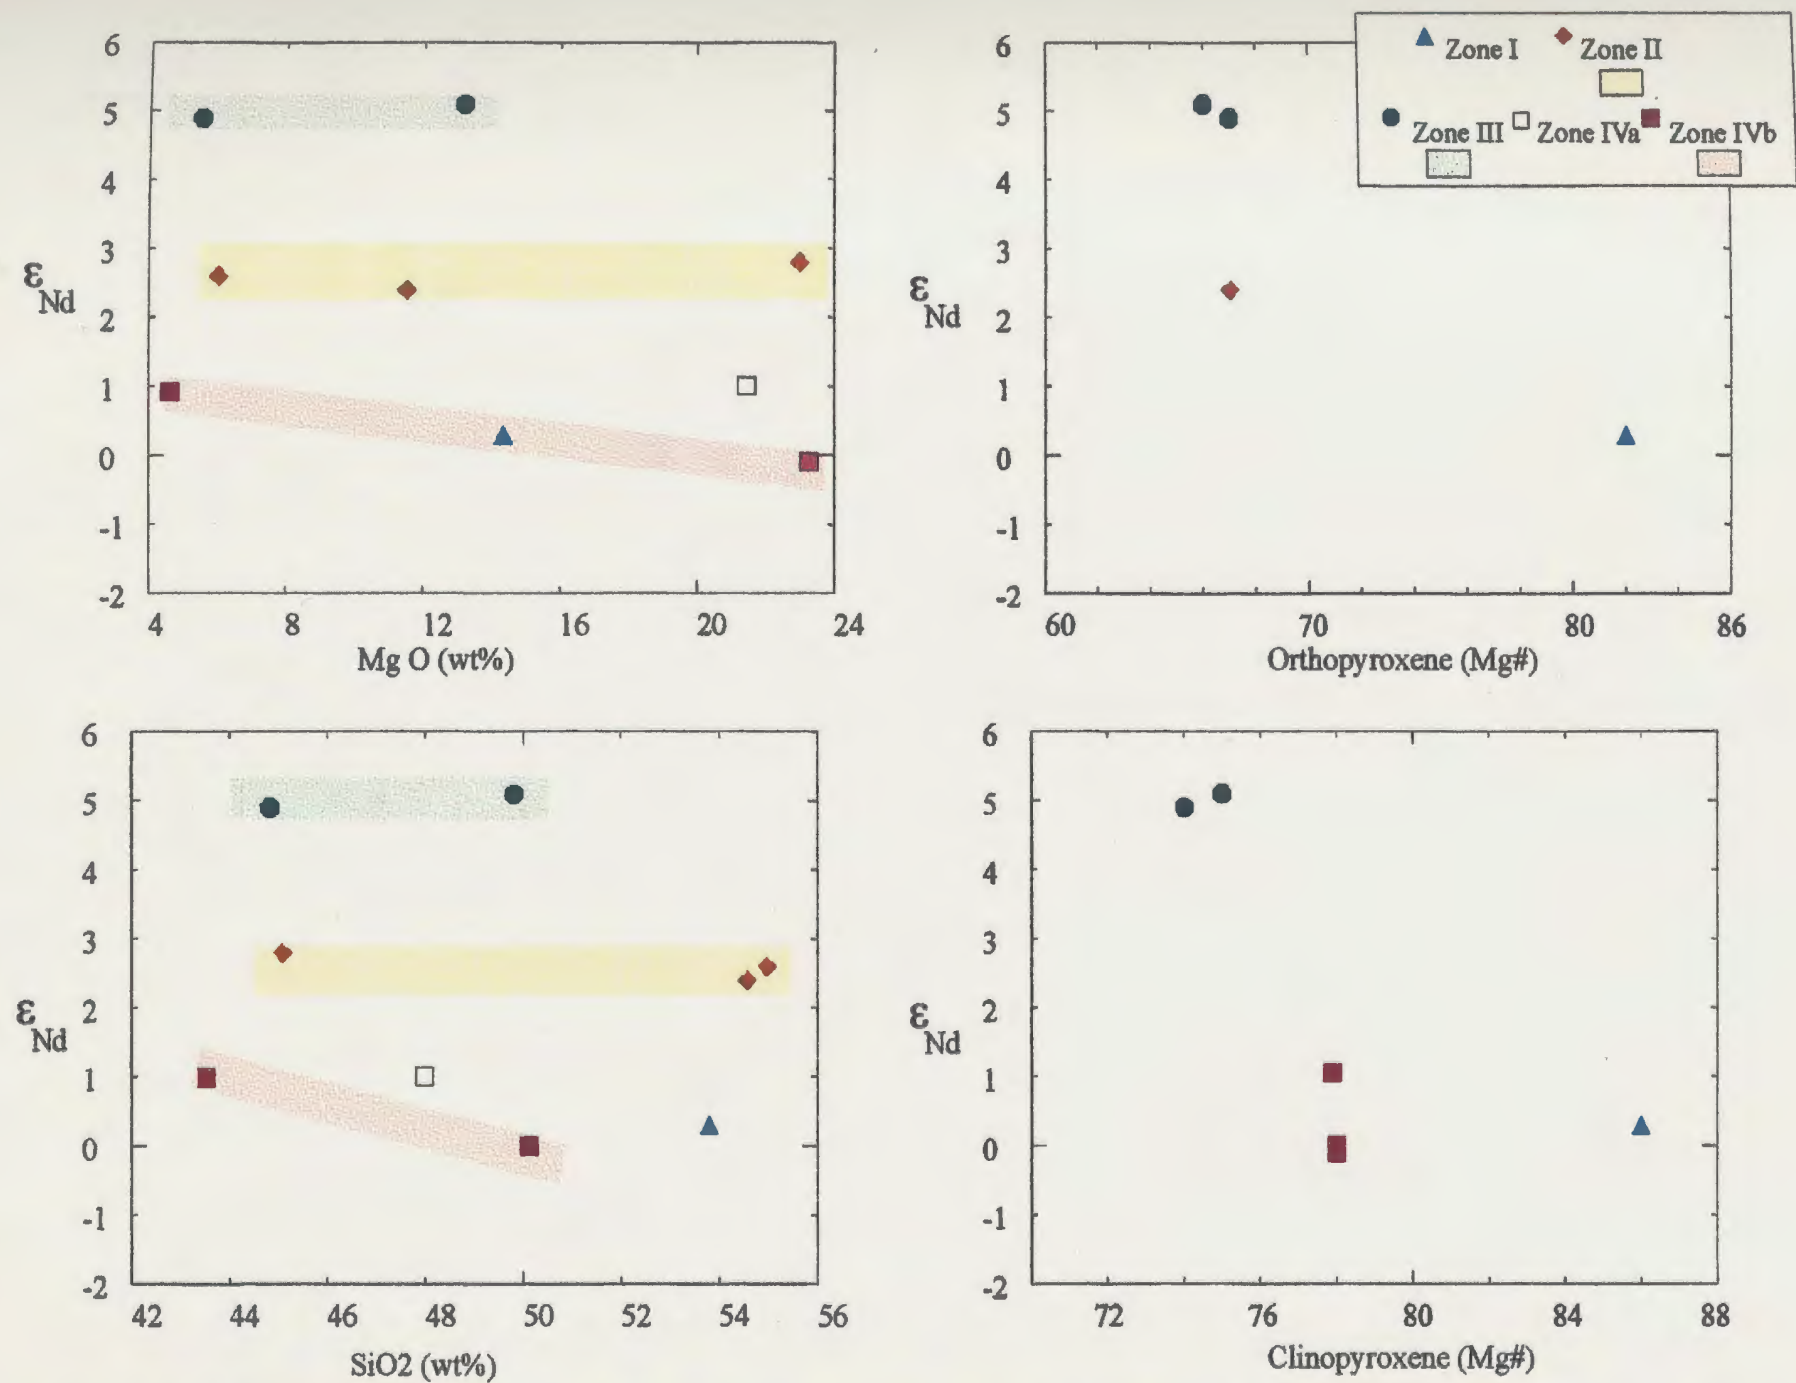 6
5
4
3
2
1
0
-1
-2
ε
Nd
4 8 12 16 20 24
Mg O (wt%)
6
5
4
3
2
1
0
-1
-2
ε
Nd
60 70 80 86
Orthopyroxene (Mg#)
Zone I Zone II
Zone III Zone IVa Zone IVb
6
5
4
3
2
1
0
-1
-2
ε
Nd
42 44 46 48 50 52 54 56
SiO2 (wt%)
6
5
4
3
2
1
0
-1
-2
ε
Nd
72 76 80 84 88
Clinopyroxene (Mg#)